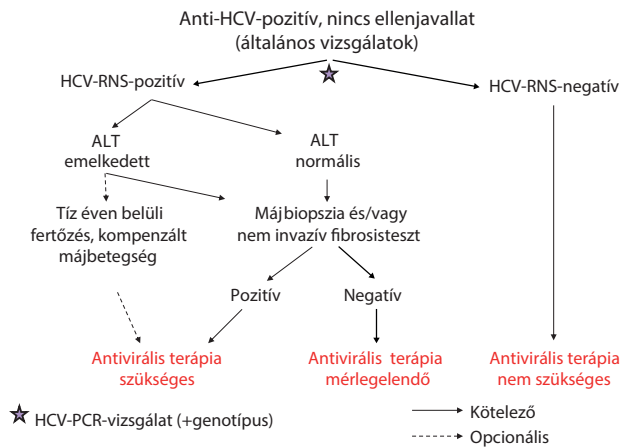 Anti-HCV-pozitív, nincs ellenjavallat
(általános vizsgálatok)
HCV-RNS-pozitív
HCV-RNS-negatív
ALT
emelkedett
ALT
normális
Tíz éven belüli
fertőzés, kompenzált
májbetegség
Májbiopszia és/vagy
nem invazív fibrosisteszt
Pozitív
Negatív
Antivirális terápia
szükséges
Antivirális terápia
mérlegelendő
Antivirális terápia
nem szükséges
HCV-PCR-vizsgálat (+genotípus)
Kötelező
Opcionális